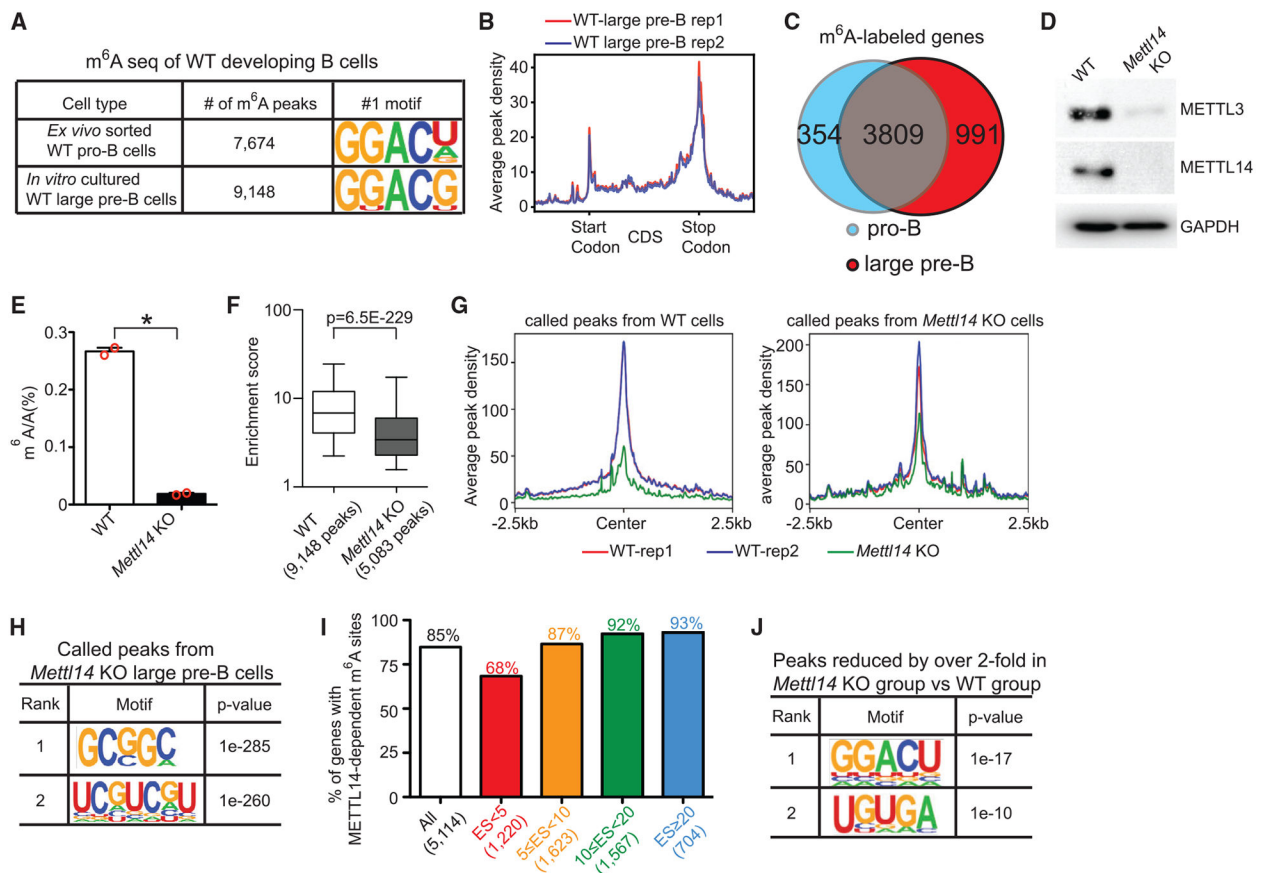 A
m6A seq of WT developing B cells
Cell type # of m6A peaks #1 motif
Ex vivo sorted
WT pro-B cells
7,674
GGACU
In vitro cultured
WT large pre-B cells
9,148
GGACG
B
WT-large pre-B rep1
WT large pre-B rep2
Average peak density
40
30
20
10
0
Start
Codon
CDS
Stop
Codon
C
m6A-labeled genes
354 3809 991
pro-B
large pre-B
D
WT
Mettl14
KO
METTL3
METTL14
GAPDH
E
m6A/A(%)
0.3
0.2
0.1
0
*
WT
Mettl14 KO
F
Enrichment score
100
10
1
p=6.5E-229
WT
(9,148 peaks)
Mettl14 KO
(5,083 peaks)
G
called peaks from WT cells
Average peak density
150
100
50
0
-2.5kb Center 2.5kb
called peaks from Mettl14 KO cells
average peak density
200
150
100
50
0
-2.5kb Center 2.5kb
WT-rep1 WT-rep2 Mettl14 KO
H
Called peaks from
Mettl14 KO large pre-B cells
Rank Motif p-value
1 GCGGC 1e-285
2 UCGUCGU 1e-260
I
% of genes with
METTL14-dependent m6A sites
100
75
50
25
0
85%
68%
87%
92%
93%
All
(5,114)
ES<5
(1,220)
5≤ES<10
(1,623)
10≤ES<20
(1,567)
ES≥20
(704)
J
Peaks reduced by over 2-fold in
Mettl14 KO group vs WT group
Rank Motif p-value
1 GGACU 1e-17
2 UGUGA 1e-10